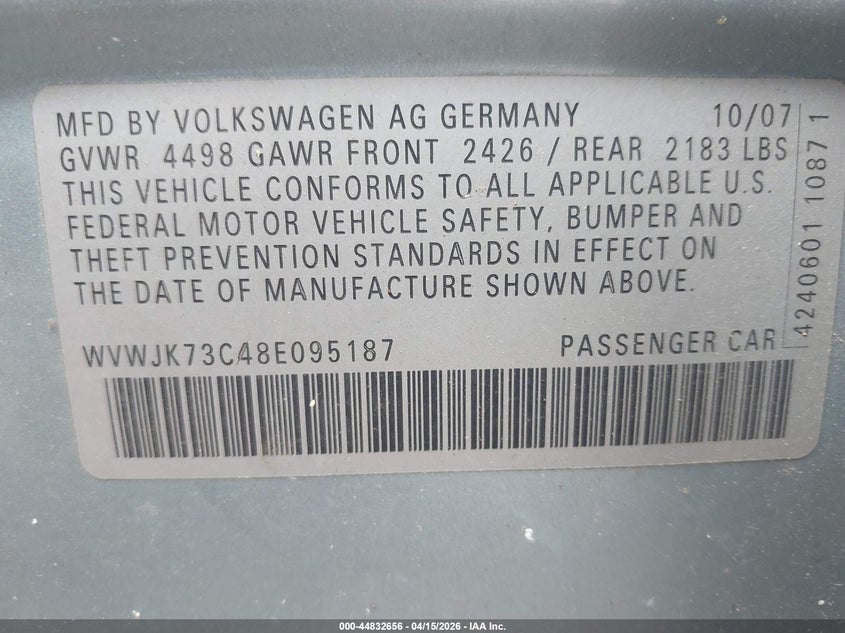 MFD BY VOLKSWAGEN AG GERMANY 10/07
GVWR 4498 GAWR FRONT 2426 / REAR 2183 LBS
THIS VEHICLE CONFORMS TO ALL APPLICABLE U.S.
FEDERAL MOTOR VEHICLE SAFETY, BUMPER AND
THEFT PREVENTION STANDARDS IN EFFECT ON
THE DATE OF MANUFACTURE SHOWN ABOVE.
WVWJK73C48E095187 PASSENGER CAR
4240601 1087 1
000-44832656 - 04/15/2026 - IAA Inc.